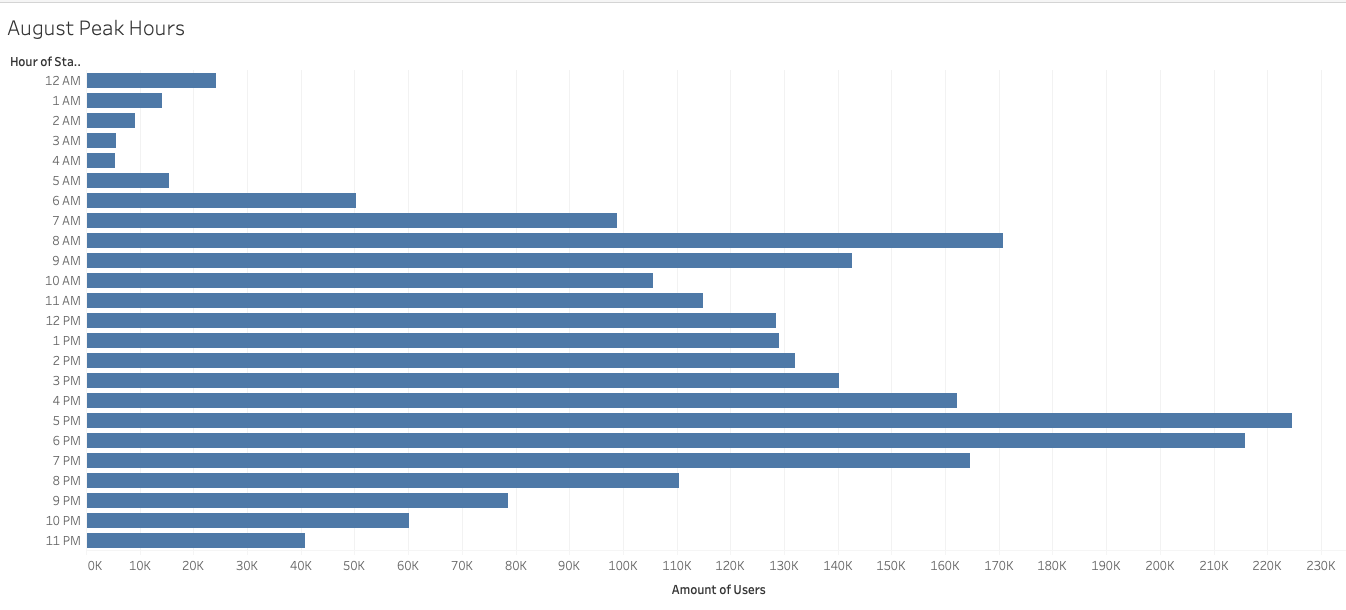 August Peak Hours
Hour of Sta..
12 AM
1 AM
2 AM
3 AM
4 AM
5 AM
6 AM
7 AM
8 AM
9 AM
10 AM
11 AM
12 PM
1 PM
2 PM
3 PM
4 PM
5 PM
6 PM
7 PM
8 PM
9 PM
10 PM
11 PM
0K 10K 20K 30K 40K 50K 60K 70K 80K 90K 100K 110K 120K 130K 140K 150K 160K 170K 180K 190K 200K 210K 220K 230K
Amount of Users